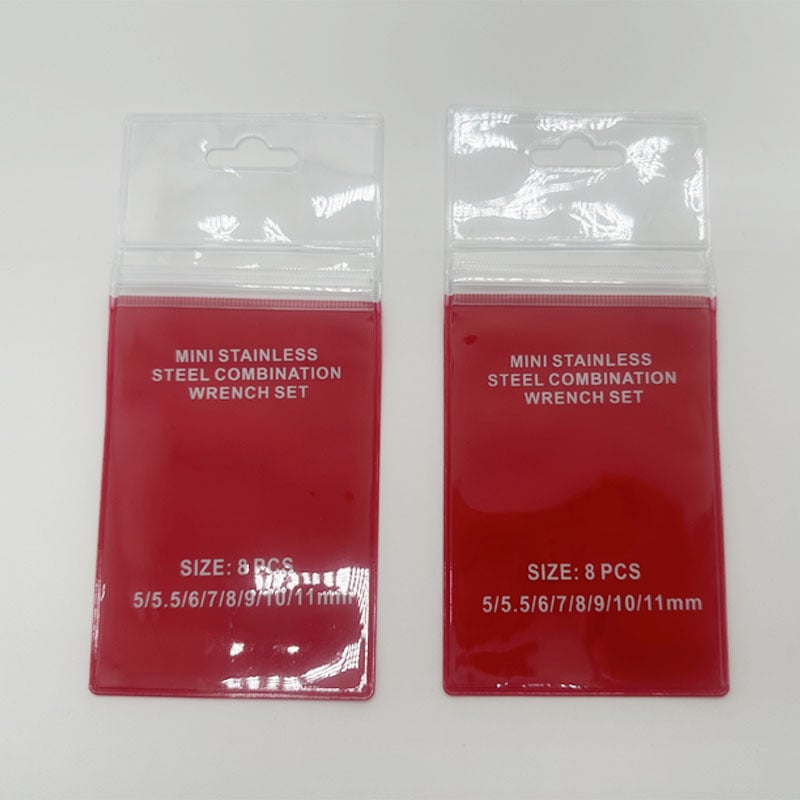 MINI STAINLESS
STEEL COMBINATION
WRENCH SET
SIZE: 8 PCS
5/5.5/6/7/8/9/10/11mm
MINI STAINLESS
STEEL COMBINATION
WRENCH SET
SIZE: 8 PCS
5/5.5/6/7/8/9/10/11mm